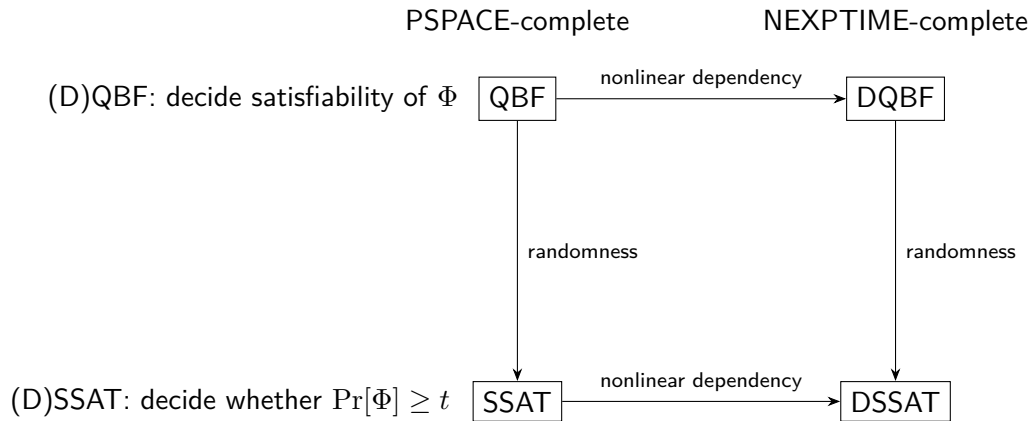 PSPACE-complete NEXPTIME-complete
(D)QBF: decide satisfiability of Φ QBF nonlinear dependency DQBF
randomness randomness
(D)SSAT: decide whether Pr[Φ] ≥ t SSAT nonlinear dependency DSSAT